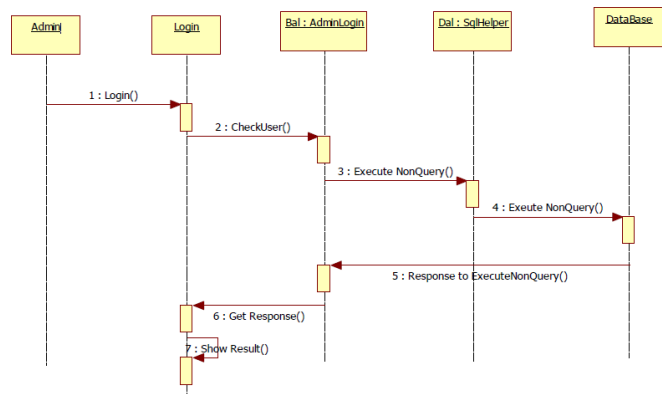 Admin
Login
Bal : AdminLogin
Dal : SqlHelper
DataBase
1 : Login()
2 : CheckUser()
3 : Execute NonQuery()
4 : Exeute NonQuery()
5 : Response to ExecuteNonQuery()
6 : Get Response()
7 : Show Result()